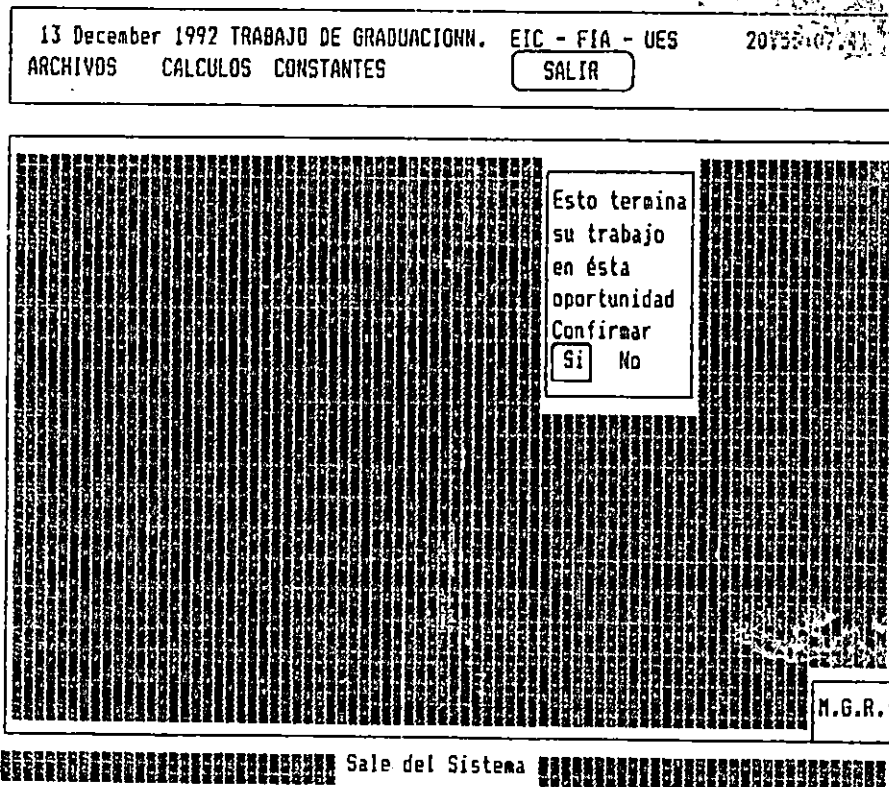 13 December 1992 TRABAJO DE GRADUACIONN. EIC - FIA - UES
ARCHIVOS CALCULOS CONSTANTES SALIR
Esto termina
su trabajo
en ésta
oportunidad
Confirmar
Si No
M.G.R.
Sale del Sistema